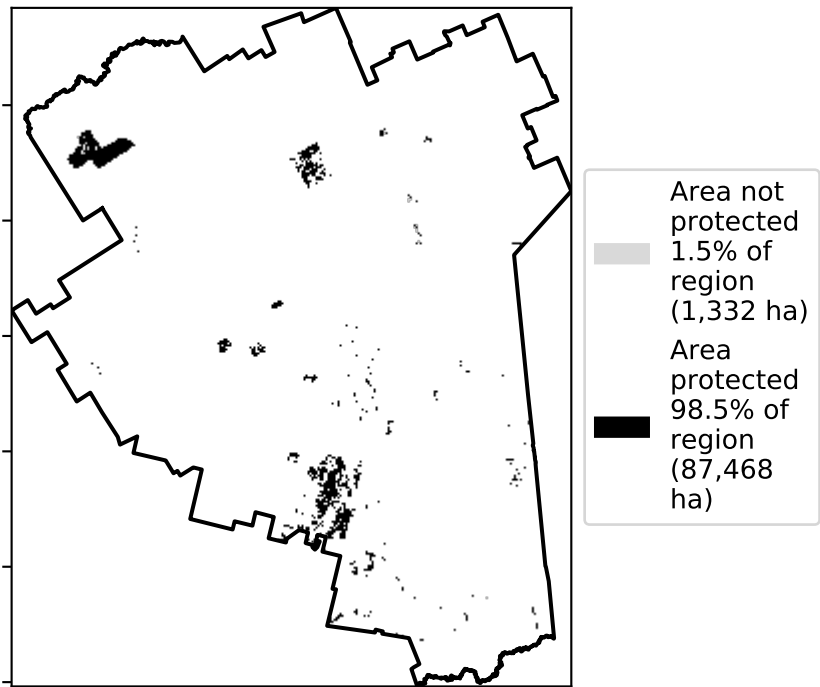 Area not
protected
1.5% of
region
(1,332 ha)
Area
protected
98.5% of
region
(87,468
ha)